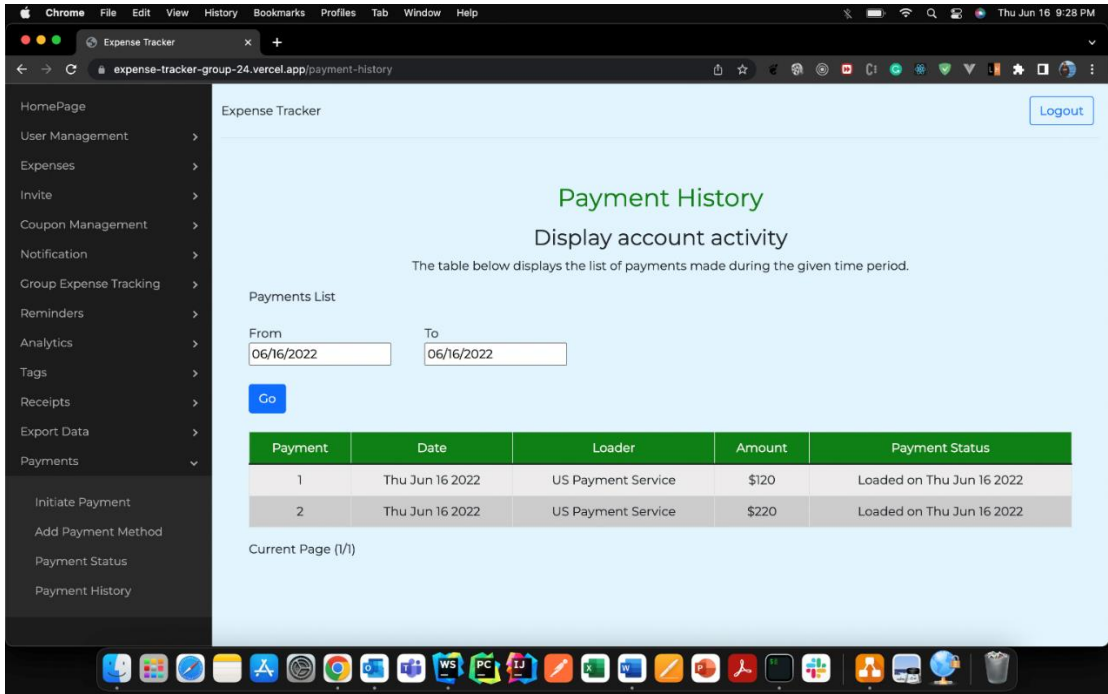 Chrome File Edit View History Bookmarks Profiles Tab Window Help Thu Jun 16 9:28 PM
Expense Tracker
expense-tracker-group-24.vercel.app/payment-history
HomePage
User Management
Expenses
Invite
Coupon Management
Notification
Group Expense Tracking
Reminders
Analytics
Tags
Receipts
Export Data
Payments
Initiate Payment
Add Payment Method
Payment Status
Payment History
Expense Tracker Logout
Payment History
Display account activity
The table below displays the list of payments made during the given time period.
Payments List
From To
06/16/2022 06/16/2022
Go
Payment Date Loader Amount Payment Status
1 Thu Jun 16 2022 US Payment Service $120 Loaded on Thu Jun 16 2022
2 Thu Jun 16 2022 US Payment Service $220 Loaded on Thu Jun 16 2022
Current Page (1/1)
WS PC IJ